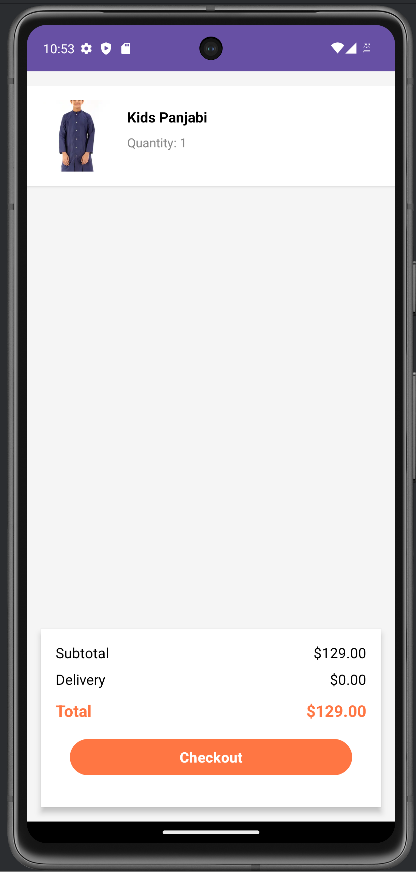 10:53
Kids Panjabi
Quantity: 1
Subtotal $129.00
Delivery $0.00
Total $129.00
Checkout